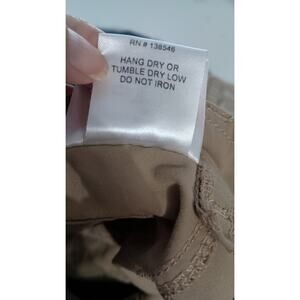 RN # 138546
HANG DRY OR
TUMBLE DRY LOW
DO NOT IRON